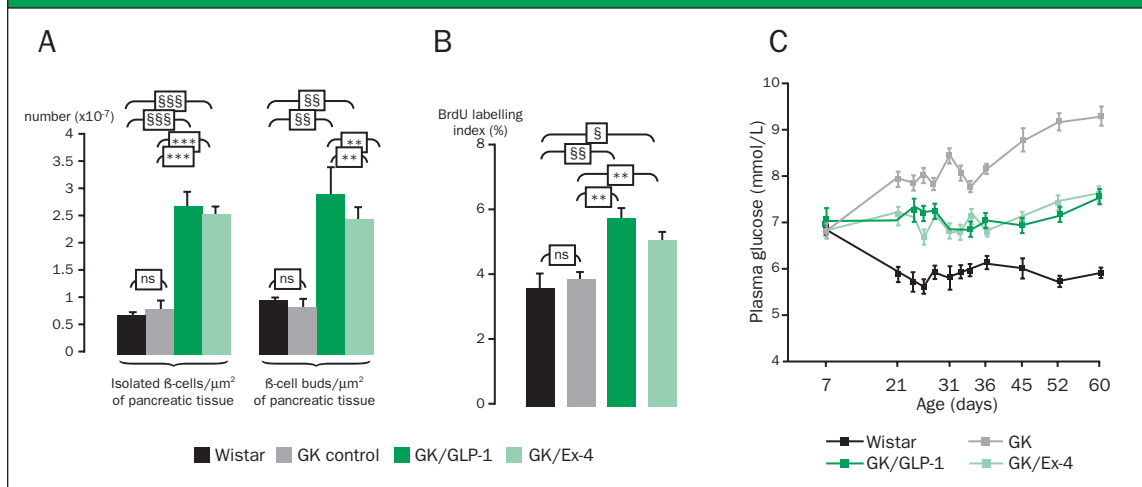 A
number (x10-7)
4
3.5
3
2.5
2
1.5
1
0.5
0
§§§
§§§
***
***
ns
§§
§§
**
**
ns
Isolated ß-cells/µm2
of pancreatic tissue
ß-cell buds/µm2
of pancreatic tissue
B
BrdU labelling
index (%)
8
6
4
2
0
§
§§
**
**
ns
Wistar GK control GK/GLP-1 GK/Ex-4
C
Plasma glucose (mmol/L)
10
9
8
7
6
5
4
7 21 31 36 45 52 60
Age (days)
Wistar GK
GK/GLP-1 GK/Ex-4